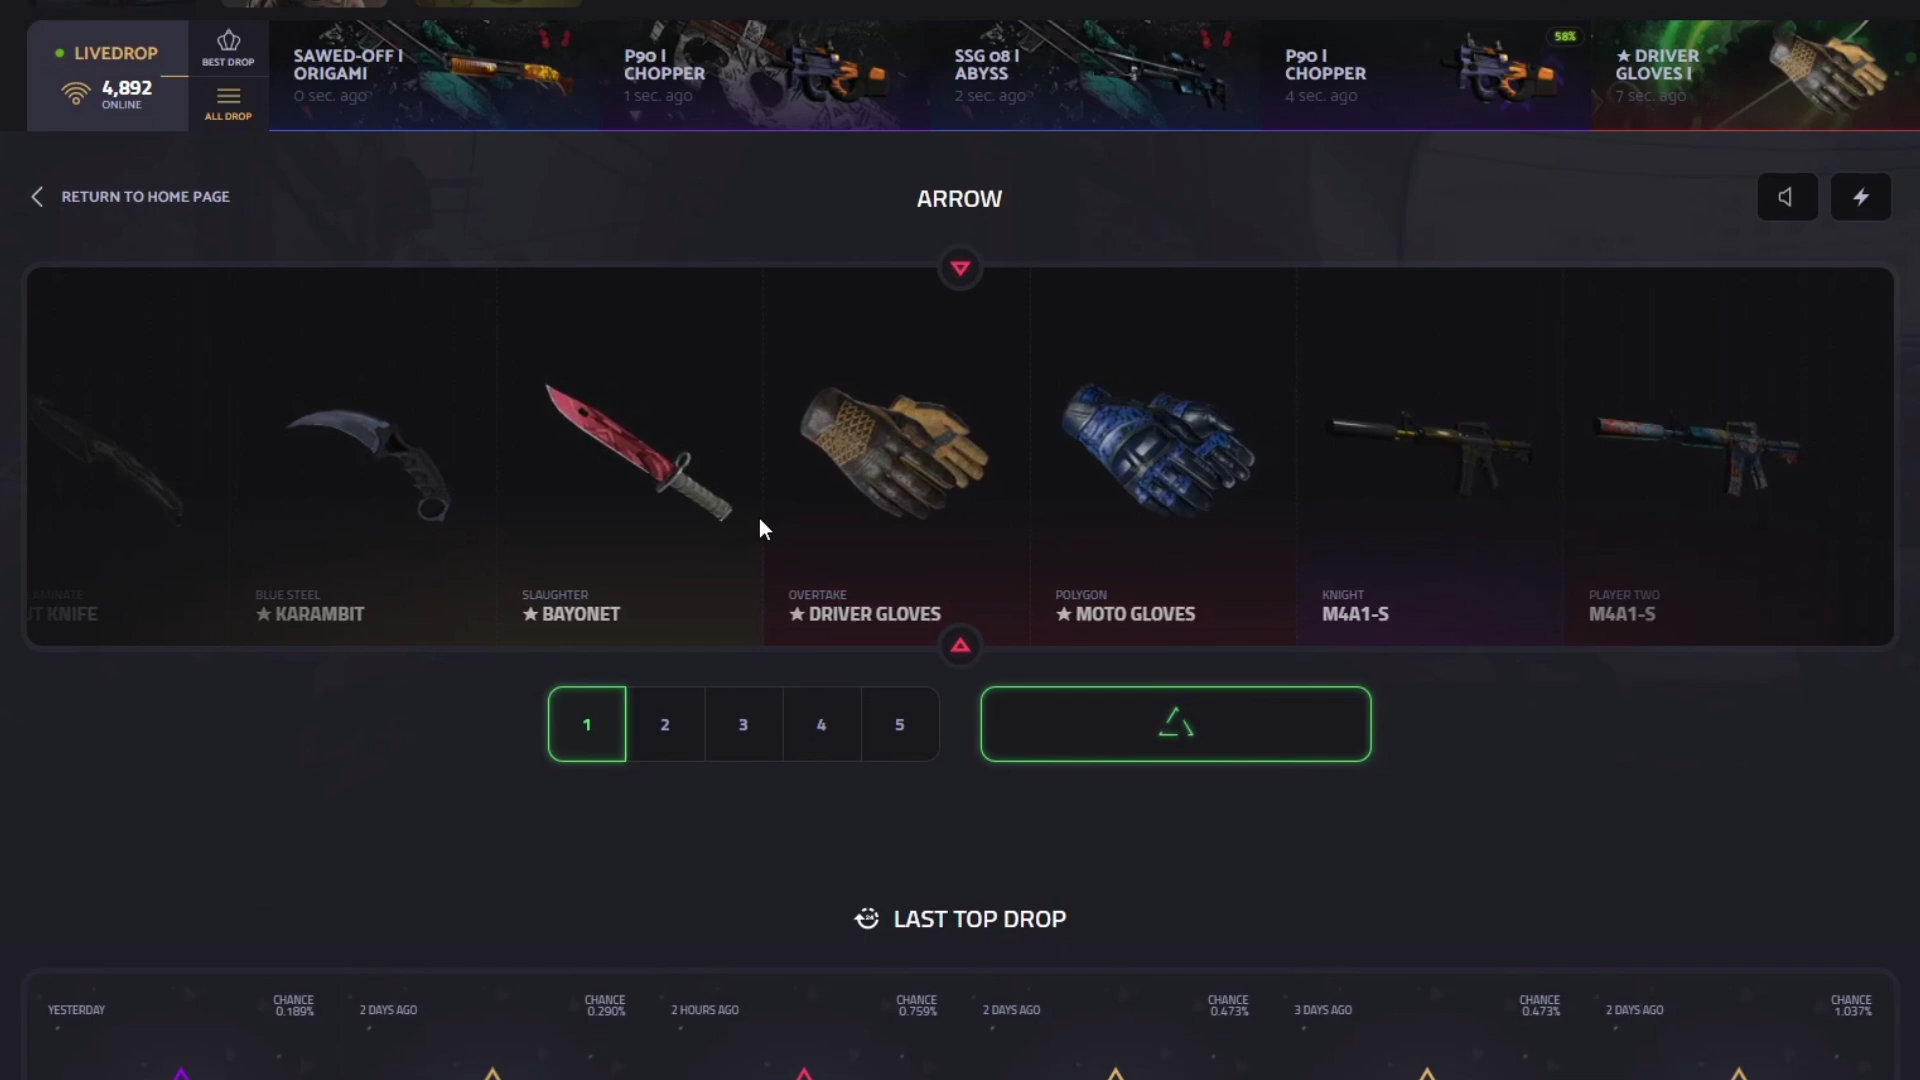 LIVEDROP
4,892
ONLINE
BEST DROP
ALL DROP
SAWED-OFF |
ORIGAMI
0 sec. ago
P90 |
CHOPPER
1 sec. ago
SSG 08 |
ABYSS
2 sec. ago
P90 |
CHOPPER
4 sec. ago
58%
★ DRIVER
GLOVES |
7 sec. ago
RETURN TO HOME PAGE
ARROW
UT KNIFE
BLUE STEEL
★ KARAMBIT
SLAUGHTER
★ BAYONET
OVERTAKE
★ DRIVER GLOVES
POLYGON
★ MOTO GLOVES
KNIGHT
M4A1-S
PLAYER TWO
M4A1-S
1 2 3 4 5
LAST TOP DROP
YESTERDAY
CHANCE
0.189%
2 DAYS AGO
CHANCE
0.290%
2 HOURS AGO
CHANCE
0.759%
2 DAYS AGO
CHANCE
0.473%
3 DAYS AGO
CHANCE
0.473%
2 DAYS AGO
CHANCE
1.037%